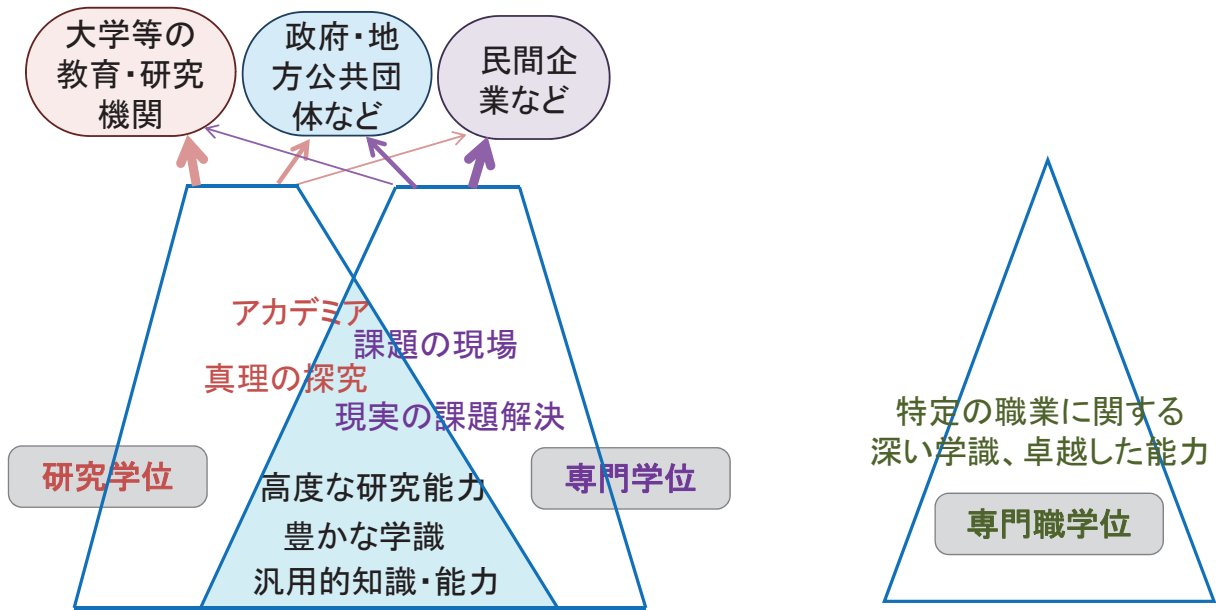 大学等の
教育・研究
機関
政府・地
方公共団
体など
民間企
業など
アカデミア
課題の現場
真理の探究
現実の課題解決
研究学位
専門学位
高度な研究能力
豊かな学識
汎用的知識・能力
特定の職業に関する
深い学識、卓越した能力
専門職学位